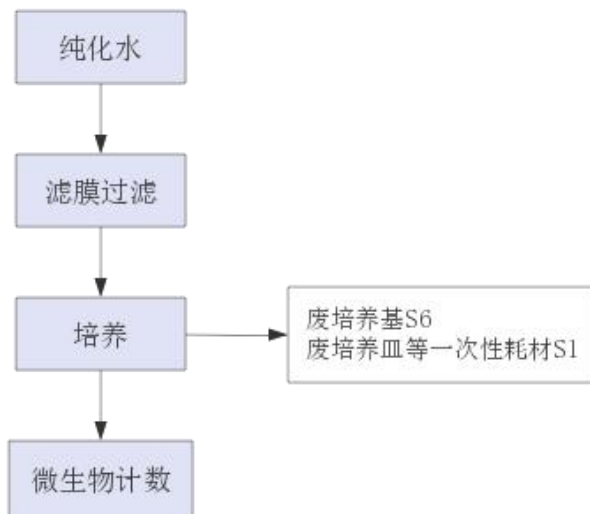 纯化水
滤膜过滤
培养
废培养基S6
废培养皿等一次性耗材S1
微生物计数